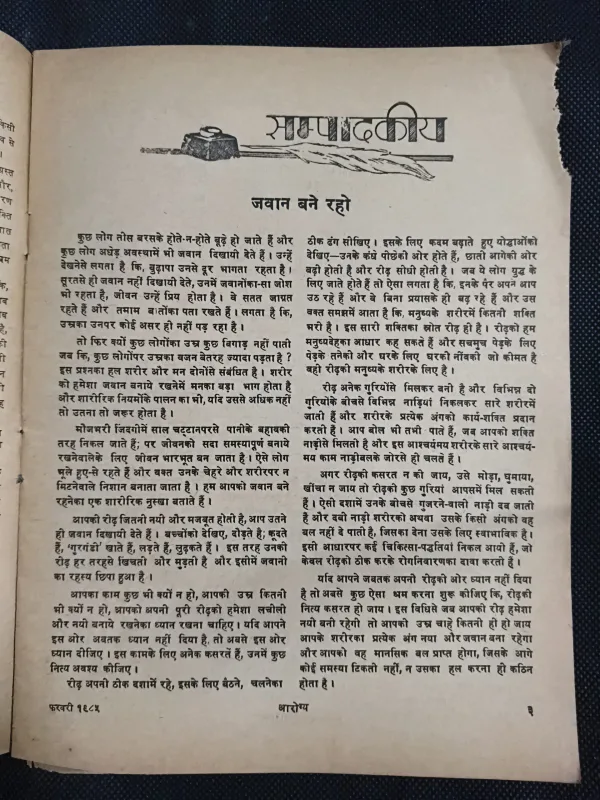 सम्पादकीय
जवान बने रहो
कुछ लोग तीस बरसके होते-न-होते बूढ़े हो जाते हैं और
कुछ लोग अधेड़ अवस्थामें भी जवान दिखायी देते हैं । उन्हें
देखनेसे लगता है कि, बुढ़ापा उनसे दूर भागता रहता है ।
सूरतसे ही जवान नहीं दिखायी देते, उनमें जवानोंका-सा जोश
भी रहता है, जीवन उन्हें प्रिय होता है । वे सतत जाग्रत
रहते हैं और तमाम बातोंका पता रखते हैं । लगता है कि,
उम्रका उनपर कोई असर ही नहीं पड़ रहा है ।
तो फिर क्यों कुछ लोगोंका उम्र कुछ बिगाड़ नहीं पाती
जब कि, कुछ लोगोंपर उम्रका वजन बेतरह ज्यादा पड़ता है ?
इस प्रश्नका हल शरीर और मन दोनोंसे संबंधित है । शरीर
को हमेशा जवान बनाये रखनेमें मनका बड़ा भाग होता है
और शारीरिक नियमोंके पालन का भी, यदि उससे अधिक नहीं
तो उतना तो जरूर होता है ।
मौजभरी जिंदगीमें साल चट्टानपरसे पानीके बहावकी
तरह निकल जाते हैं; पर जीवनको सदा समस्यापूर्ण बनाये
रखनेवालेके लिए जीवन भारभूत बन जाता है । ऐसे लोग
भूले हुए-से रहते हैं और वक्त उनके चेहरे और शरीरपर न
मिटनेवाले निशान बनाता जाता है । हम आपको जवान बने
रहनेका एक शारीरिक नुस्खा बताते हैं ।
आपकी रीढ़ जितनी नयी और मजबूत होती है, आप उतने
ही जवान दिखायी देते हैं । बच्चोंको देखिए, दौड़ते हैं; कूदते
हैं, 'गुरगंडी' खाते हैं, लड़ते हैं, लुढ़कते हैं । इस तरह उनकी
रीढ़ हर तरहसे खिंचती और मुड़ती है और इसीमें जवानी
का रहस्य छिपा हुआ है ।
आपका काम कुछ भी क्यों न हो, आपकी उम्र कितनी
भी क्यों न हो, आपको अपनी पूरी रीढ़को हमेशा लचीली
और नयी बनाये रखनेका ध्यान रखना चाहिए । यदि आपने
इस ओर अबतक ध्यान नहीं दिया है. तो अबसे इस ओर
ध्यान दीजिए । इस कामके लिए अनेक कसरतें हैं, उनमें कुछ
नित्य अवश्य कीजिए ।
रीढ़ अपनी ठीक दशामें रहे, इसके लिए बैठने, चलनेका
ठीक ढंग सीखिए । इसके लिए कदम बढ़ाते हुए योद्धाओंको
देखिए—उनके कंधे पीछेकी ओर होते हैं, छाती आगेकी ओर
बढ़ी होती है और रीढ़ सीधी होती है । जब ये लोग युद्ध के
लिए जाते होते हैं तो ऐसा लगता है कि, इनके पैर अपने आप
उठ रहे हैं और वे बिना प्रयासके ही बढ़ रहे हैं और उस
वक्त समझमें आता है कि, मनुष्यके शरीरमें कितनी शक्ति
भरी है । इस सारी शक्तिका स्रोत रीढ़ ही है । रीढ़को हम
मनुष्यदेहका आधार कह सकते हैं और सचमुच पेड़के लिए
पेड़के तनेकी और घरके लिए घरकी नींवकी जो कीमत है
वही रीढ़की मनुष्यके शरीरके लिए है ।
रीढ़ अनेक गुरियोंसे मिलकर बनी है और विभिन्न दो
गुरियोंके बीचसे विभिन्न नाड़ियां निकलकर सारे शरीरमें
जाती हैं और शरीरके प्रत्येक अंगको कार्य-शक्ति प्रदान
करती हैं । आप बोल भी तभी पाते हैं, जब आपको शक्ति
नाड़ीसे मिलती है और इस आश्चर्यमय शरीरके सारे आश्चर्य-
मय काम नाड़ीबलके जोरसे ही चलते हैं ।
अगर रीढ़की कसरत न की जाय, उसे मोड़ा, घुमाया,
खींचा न जाय तो रीढ़की कुछ गुरियां आपसमें मिल सकती
हैं । ऐसी दशामें उनके बीचसे गुजरने-वाली नाड़ी दब जाती
है और दबी नाड़ी शरीरको अथवा उसके किसी अंगको वह
बल नहीं दे पाती है, जिसका देना उसके लिए स्वाभाविक है ।
इसी आधारपर कई चिकित्सा-पद्धतियां निकल आयी हैं, जो
केवल रीढ़को ठीक करके रोगनिवारणका दावा करती हैं ।
यदि आपने अबतक अपनी रीढ़की ओर ध्यान नहीं दिया
है तो अबसे कुछ ऐसा श्रम करना शुरू कीजिए कि, रीढ़की
नित्य कसरत हो जाय । इस विधिसे जब आपकी रीढ़ हमेशा
नयी बनी रहेगी तो आपकी उम्र चाहे कितनी ही हो जाय
आपके शरीरका प्रत्येक अंग नया और जवान बना रहेगा
और आपको वह मानसिक बल प्राप्त होगा, जिसके आगे
कोई समस्या टिकती नहीं, न उसका हल करना ही कठिन
होता है ।
फरवरी १९८५
आरोग्य
३